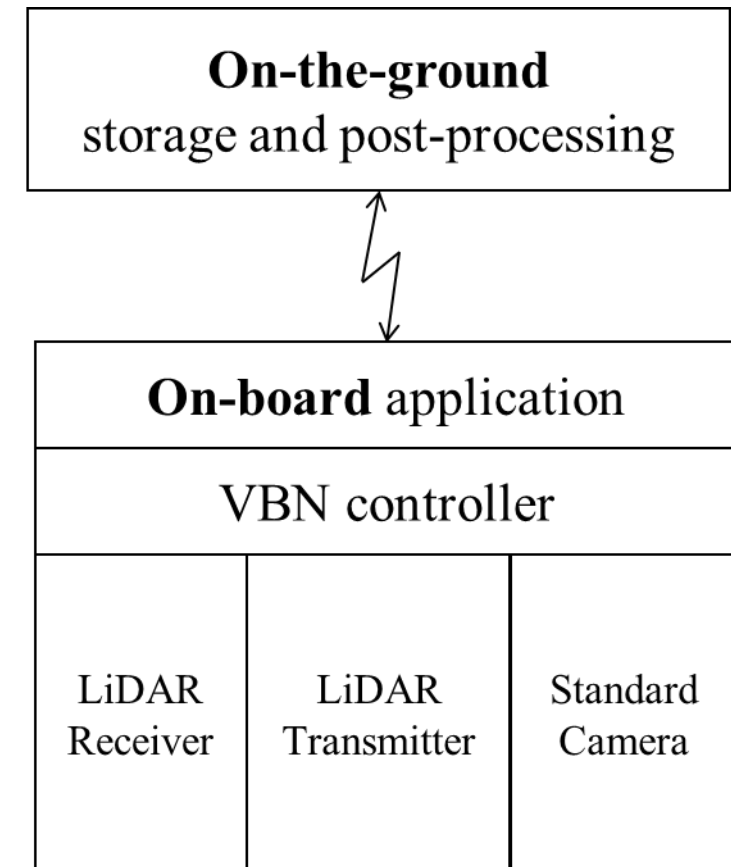 On-the-ground
storage and post-processing
On-board application
VBN controller
LiDAR
Receiver
LiDAR
Transmitter
Standard
Camera